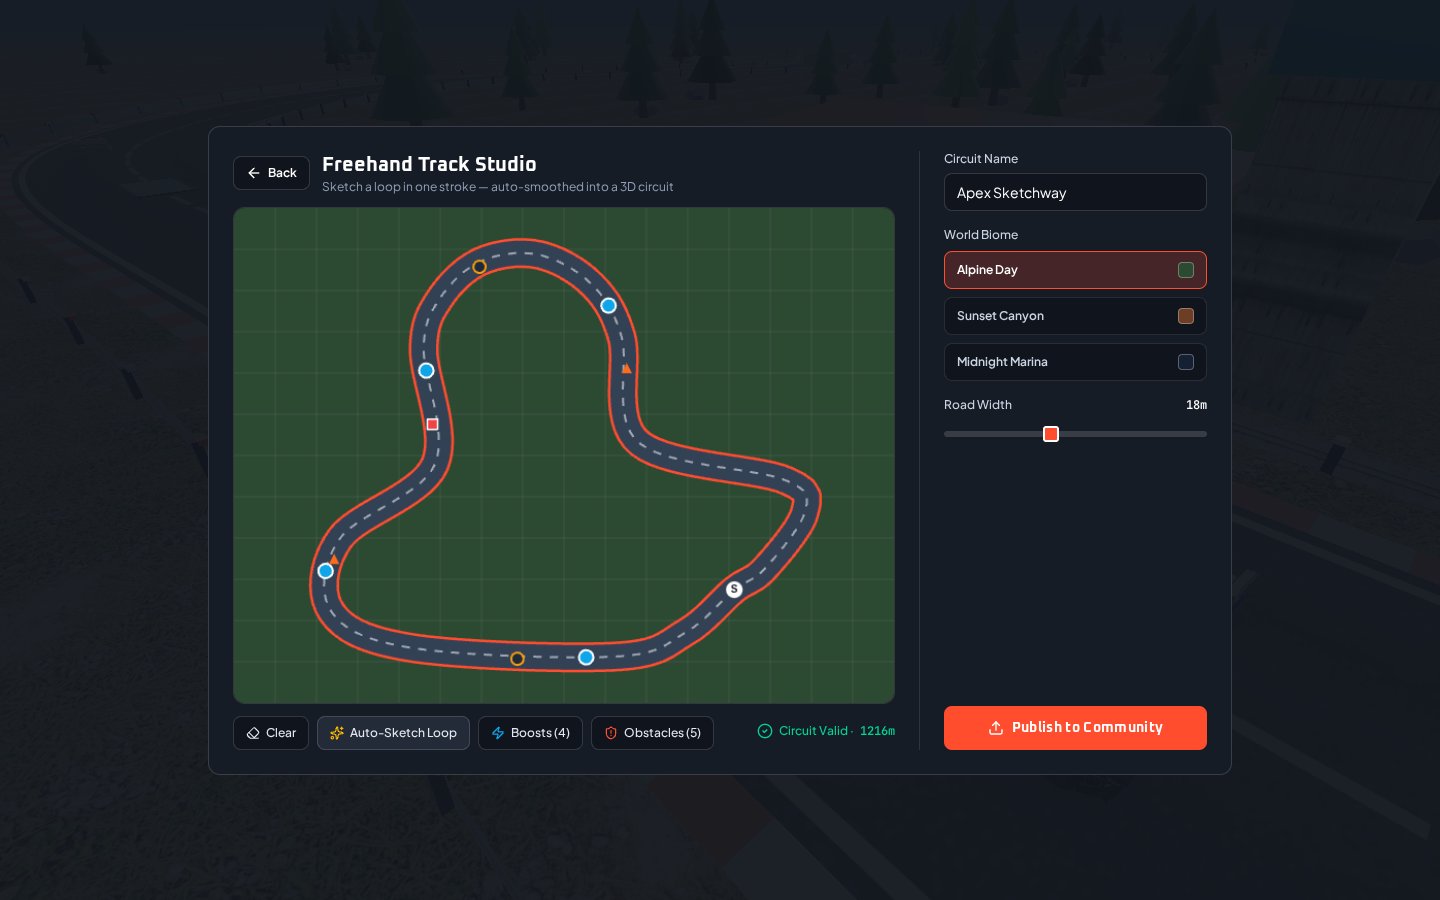 Back
Freehand Track Studio
Sketch a loop in one stroke — auto-smoothed into a 3D circuit
S
Clear
Auto-Sketch Loop
Boosts (4)
Obstacles (5)
Circuit Valid · 1216m
Circuit Name
Apex Sketchway
World Biome
Alpine Day
Sunset Canyon
Midnight Marina
Road Width 18m
Publish to Community